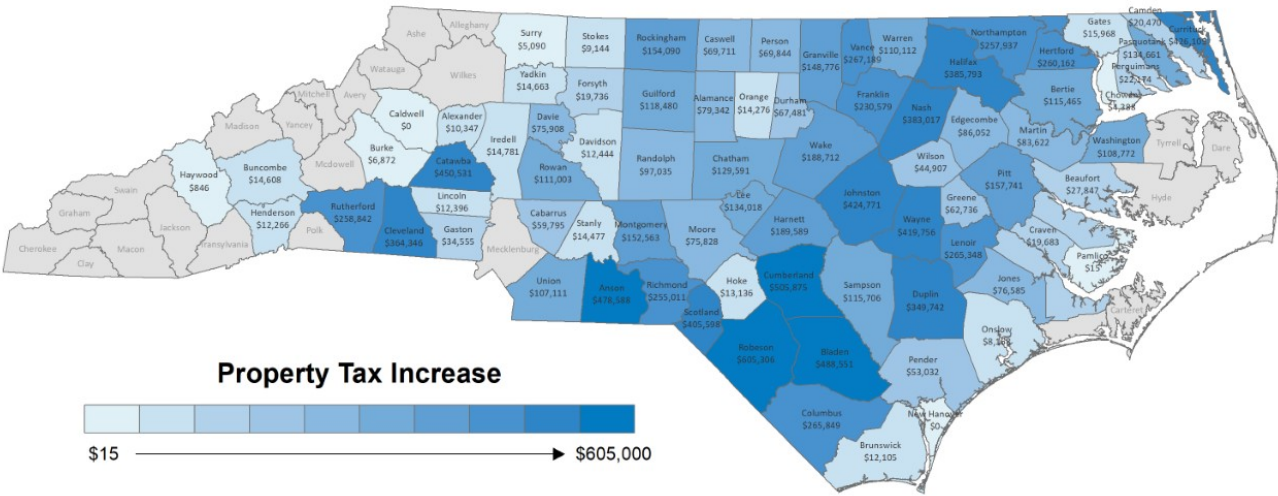 Ashe
Alleghany
Surry
$5,090
Stokes
$9,144
Rockingham
$154,090
Caswell
$69,711
Person
$69,844
Granville
$148,776
Vance
$267,189
Warren
$110,112
Northampton
$257,937
Halifax
$385,793
Hertford
$260,162
Gates
$15,968
Camden
$20,470
Currituck
Pasquotank
$134,661
Perquimans
Chowan
Watauga
Wilkes
Yadkin
$14,663
Forsyth
$19,736
Guilford
$118,480
Alamance
$79,342
Orange
$14,276
Durham
$67,481
Franklin
$230,579
Nash
$383,017
Edgecombe
$86,052
Bertie
$115,465
Martin
$83,622
Washington
$108,772
Tyrrell
Dare
Mitchell
Avery
Caldwell
$0
Alexander
$10,347
Iredell
$14,781
Davie
$75,908
Davidson
$12,444
Randolph
$97,035
Chatham
$129,591
Wake
$188,712
Wilson
$44,907
Pitt
$157,741
Beaufort
$27,847
Hyde
Madison
Yancey
Burke
$6,872
Catawba
$450,531
Rowan
$111,003
Lee
$134,018
Johnston
$424,771
Greene
$62,736
Haywood
$846
Buncombe
$14,608
Mcdowell
Lincoln
$12,396
Swain
Graham
Jackson
Henderson
$12,266
Rutherford
$258,842
Cleveland
$364,346
Gaston
$34,555
Cabarrus
$59,795
Stanly
$14,477
Montgomery
$152,563
Moore
$75,828
Harnett
$189,589
Wayne
$419,756
Lenoir
$265,348
Craven
$19,683
Pamlico
$15
Cherokee
Clay
Macon
Transylvania
Polk
Mecklenburg
Union
$107,111
Anson
$478,588
Richmond
$255,011
Scotland
$405,598
Hoke
$13,136
Cumberland
$505,875
Sampson
$115,706
Duplin
$349,742
Jones
$76,585
Carteret
Onslow
Robeson
$605,306
Bladen
$488,551
Pender
$53,032
Columbus
$265,849
New Hanover
$0
Brunswick
$12,105
Property Tax Increase
$15
$605,000